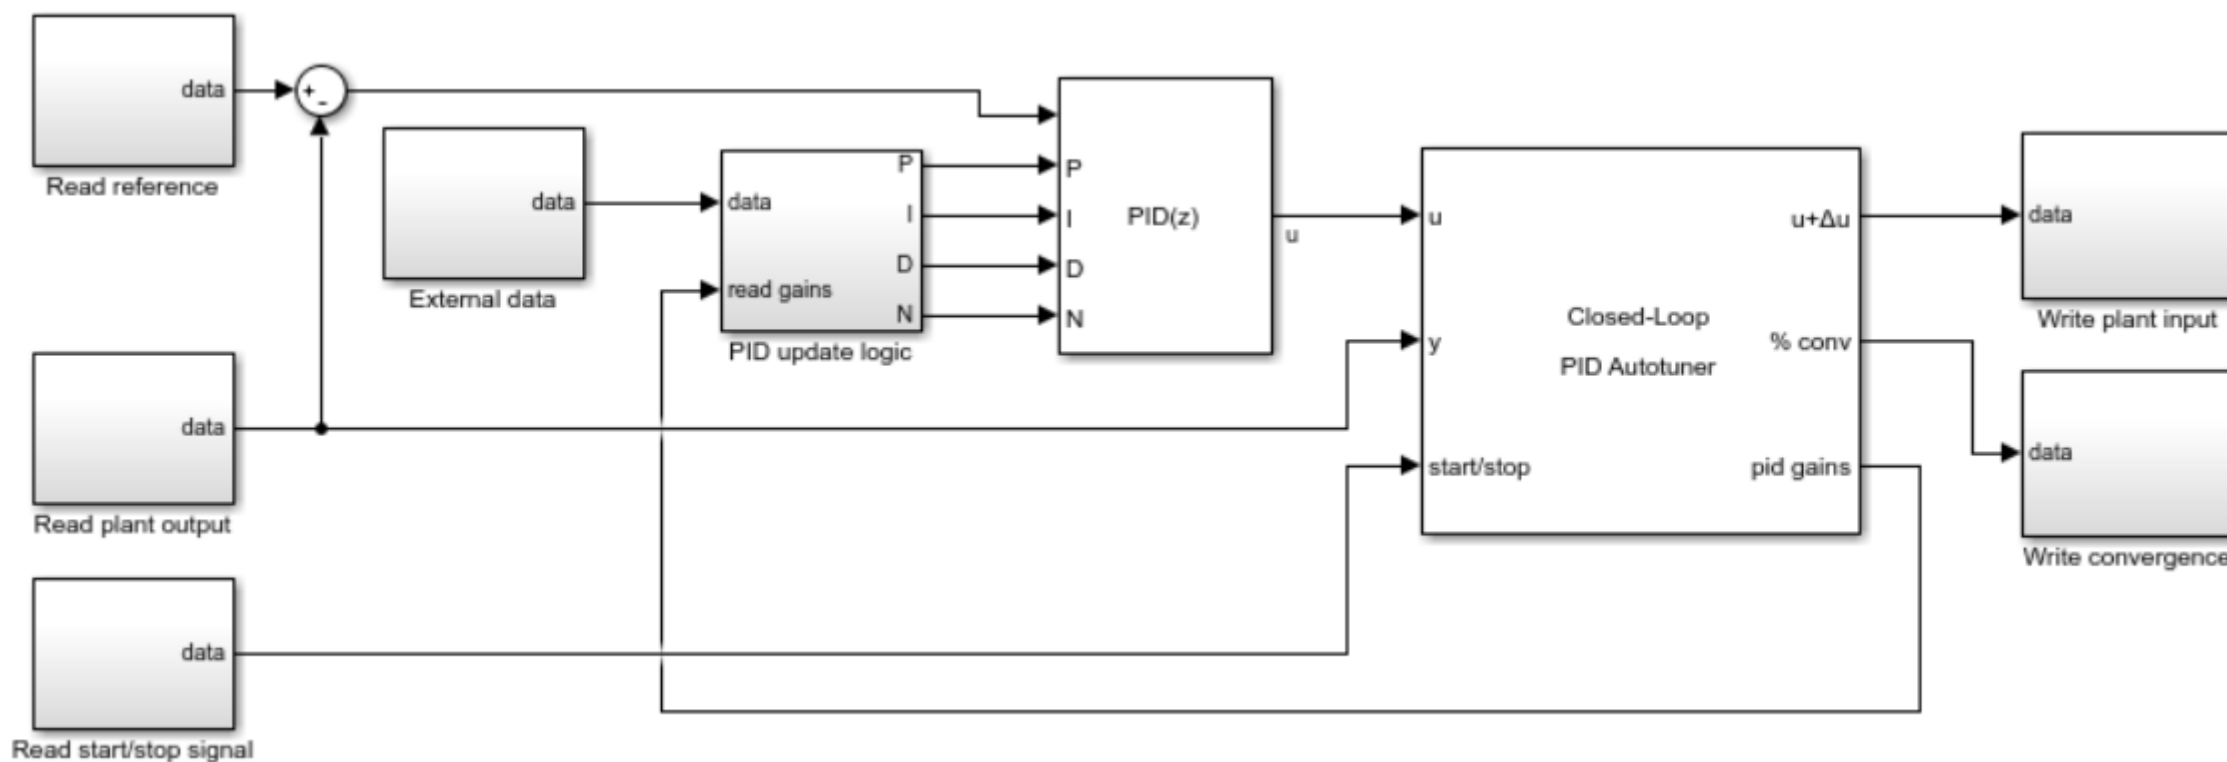 data
+
-
Read reference
data
External data
data
read gains
P
I
D
N
PID update logic
P
I
D
N
PID(z)
u
data
Read plant output
data
Read start/stop signal
u
y
start/stop
Closed-Loop
PID Autotuner
u+Δu
% conv
pid gains
data
Write plant input
data
Write convergence